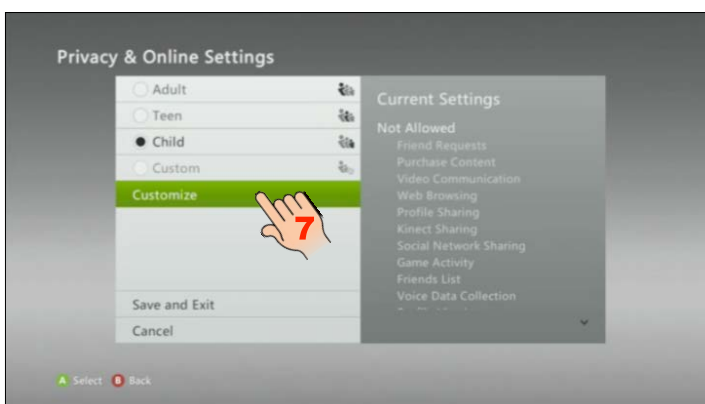 Privacy & Online Settings
Adult
Teen
Child
Custom
Customize
Save and Exit
Cancel
7
Current Settings
Not Allowed
Friend Requests
Purchase Content
Video Communication
Web Browsing
Profile Sharing
Kinect Sharing
Social Network Sharing
Game Activity
Friends List
Voice Data Collection
A Select B Back